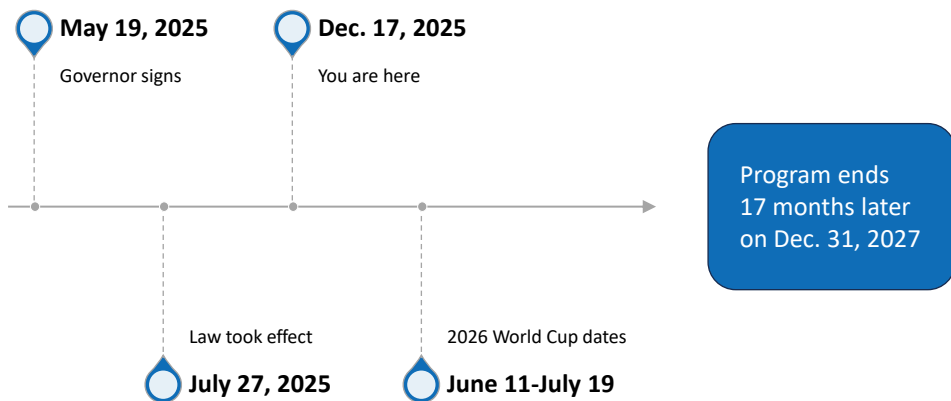 May 19, 2025
Governor signs
Dec. 17, 2025
You are here
Program ends
17 months later
on Dec. 31, 2027
Law took effect
July 27, 2025
2026 World Cup dates
June 11-July 19